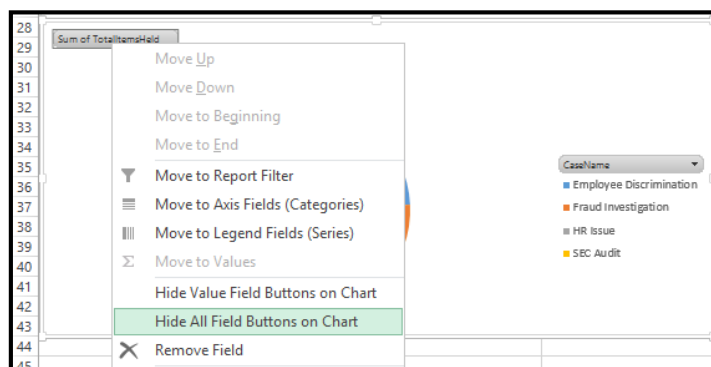 28
29
30
31
32
33
34
35
36
37
38
39
40
41
42
43
44
45
Sum of TotalItemsHeld
Move Up
Move Down
Move to Beginning
Move to End
Move to Report Filter
Move to Axis Fields (Categories)
Move to Legend Fields (Series)
Σ Move to Values
Hide Value Field Buttons on Chart
Hide All Field Buttons on Chart
Remove Field
CaseName
Employee Discrimination
Fraud Investigation
HR Issue
SEC Audit